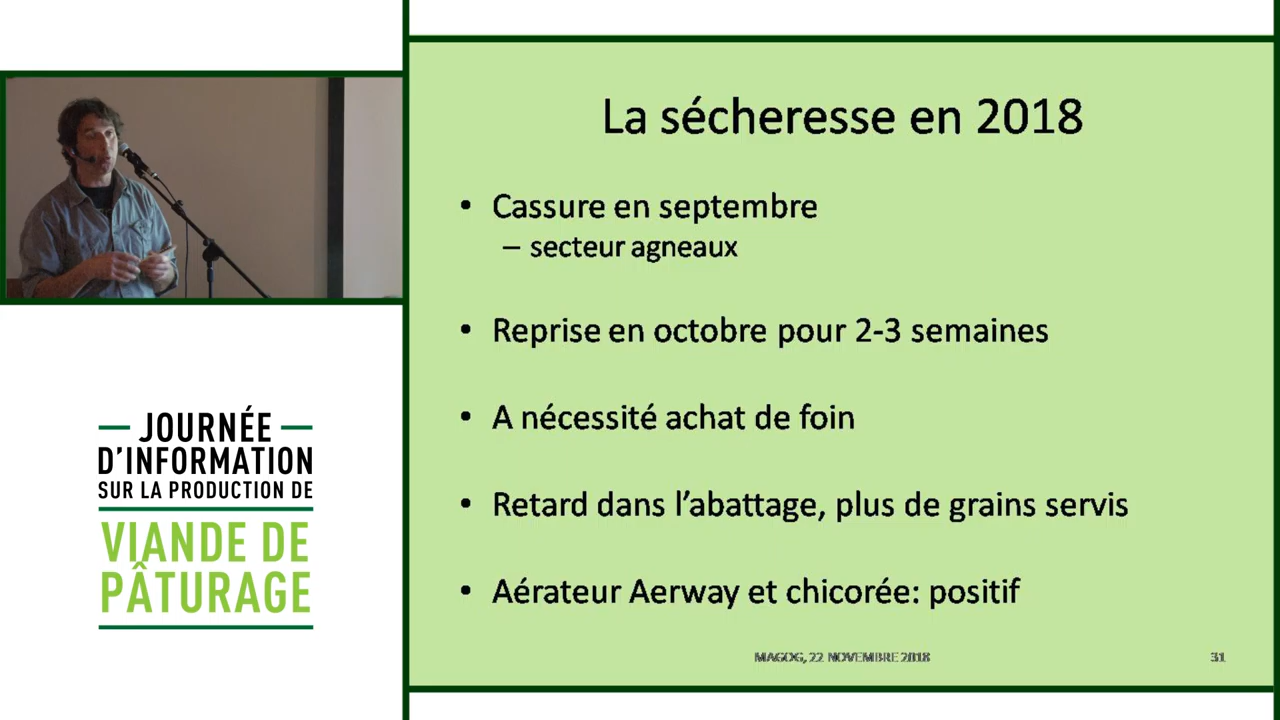 La sécheresse en 2018
• Cassure en septembre
– secteur agneaux
• Reprise en octobre pour 2-3 semaines
• A nécessité achat de foin
• Retard dans l'abattage, plus de grains servis
• Aérateur Aerway et chicorée: positif
MAGOG, 22 NOVEMBRE 2018
31
— JOURNÉE —
D'INFORMATION
SUR LA PRODUCTION DE
VIANDE DE
PÂTURAGE